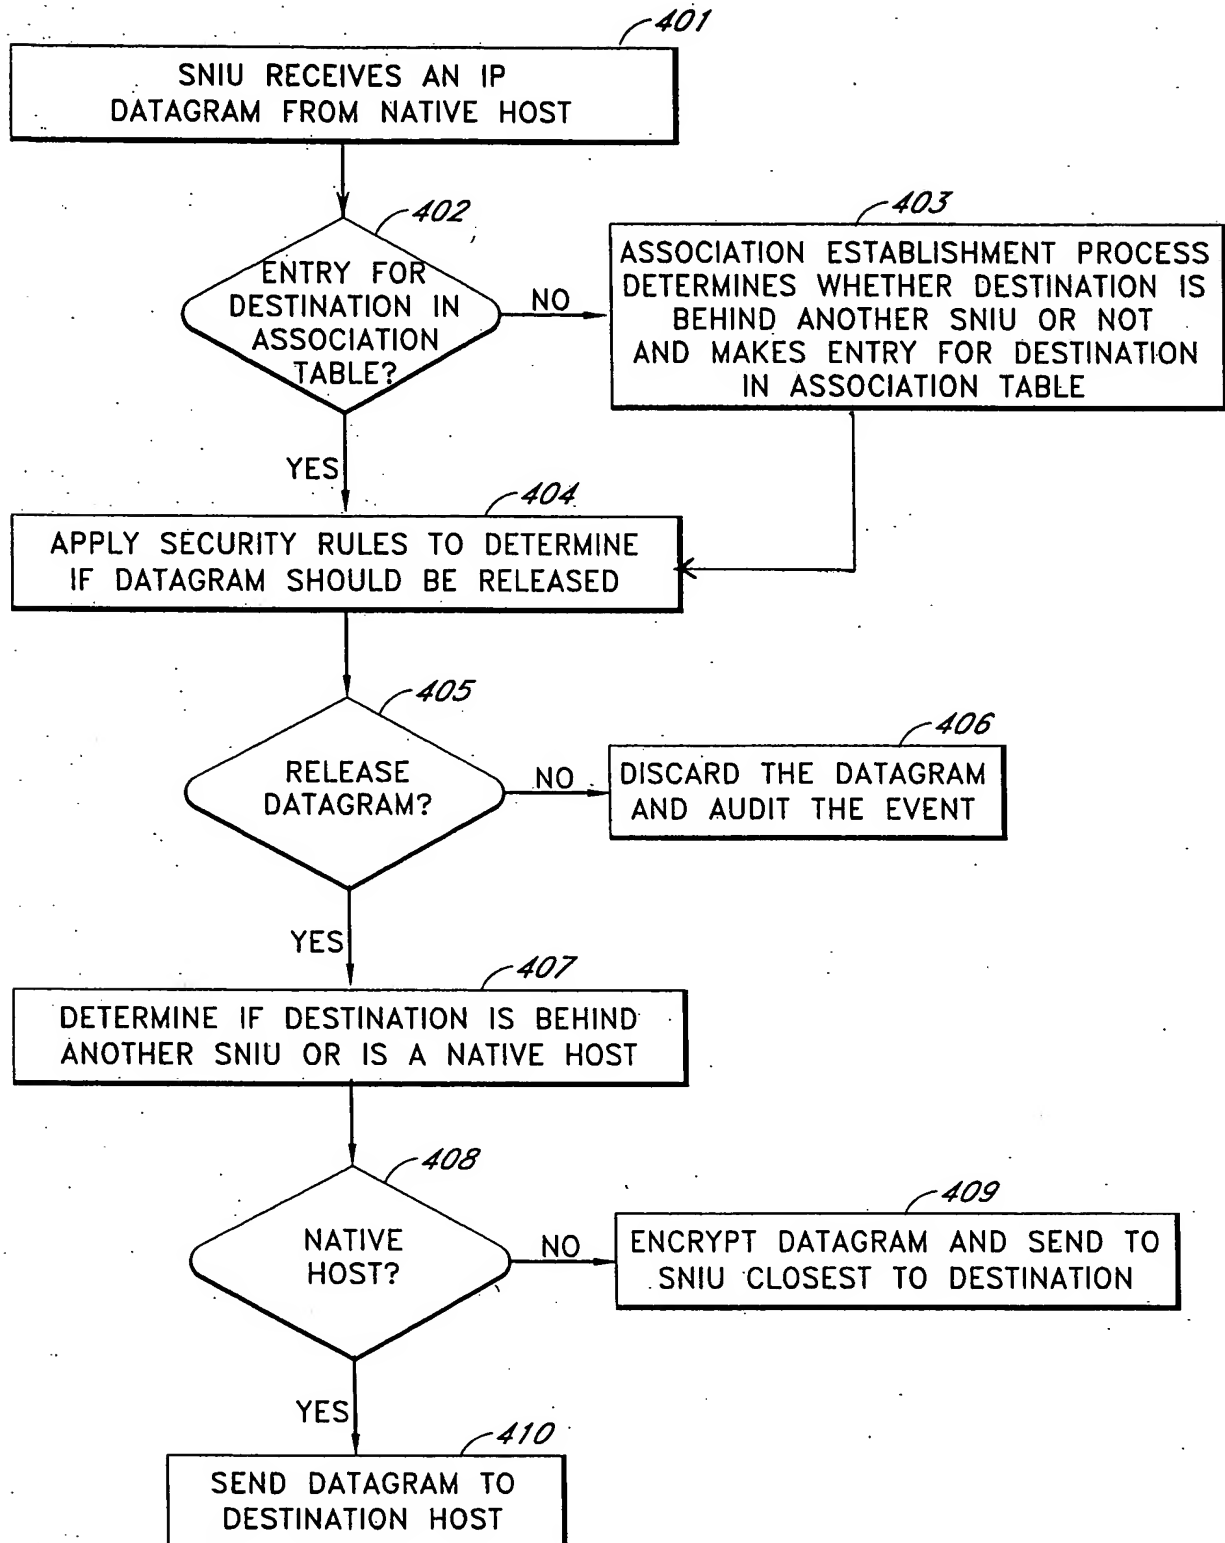 401
SNIU RECEIVES AN IP
DATAGRAM FROM NATIVE HOST
402
ENTRY FOR
DESTINATION IN
ASSOCIATION
TABLE?
NO
403
ASSOCIATION ESTABLISHMENT PROCESS
DETERMINES WHETHER DESTINATION IS
BEHIND ANOTHER SNIU OR NOT
AND MAKES ENTRY FOR DESTINATION
IN ASSOCIATION TABLE
YES
404
APPLY SECURITY RULES TO DETERMINE
IF DATAGRAM SHOULD BE RELEASED
405
RELEASE
DATAGRAM?
NO
406
DISCARD THE DATAGRAM
AND AUDIT THE EVENT
YES
407
DETERMINE IF DESTINATION IS BEHIND
ANOTHER SNIU OR IS A NATIVE HOST
408
NATIVE
HOST?
NO
409
ENCRYPT DATAGRAM AND SEND TO
SNIU CLOSEST TO DESTINATION
YES
410
SEND DATAGRAM TO
DESTINATION HOST